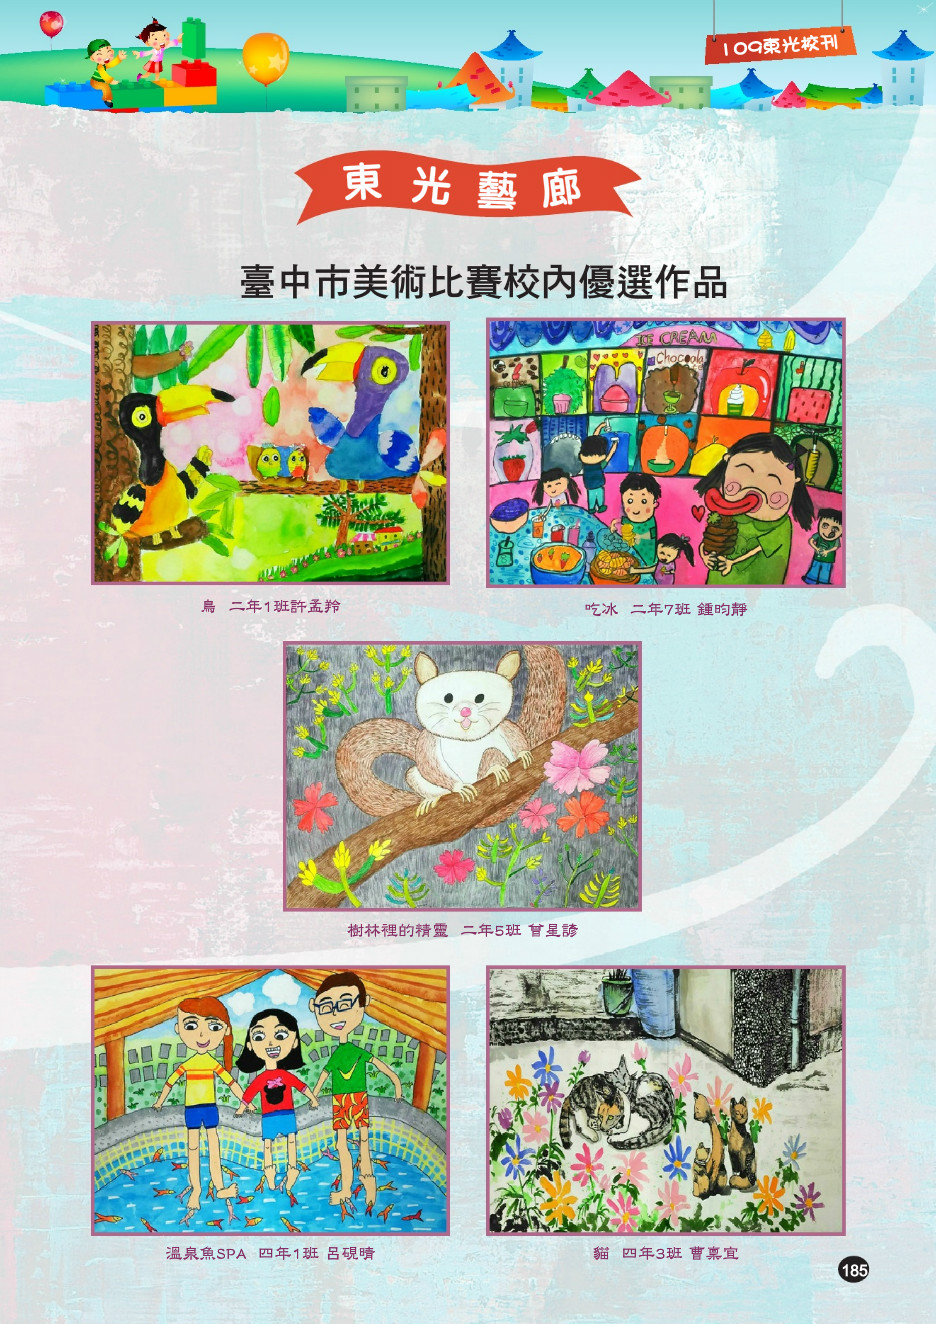 109東光校刊
東光藝廊
臺中市美術比賽校內優選作品
ICE CREAM
Chocoola
鳥 二年1班許孟羚
吃冰 二年7班 鍾昀靜
樹林裡的精靈 二年5班 曾星諺
溫泉魚SPA 四年1班 呂硯晴
貓 四年3班 曹稟宜
185